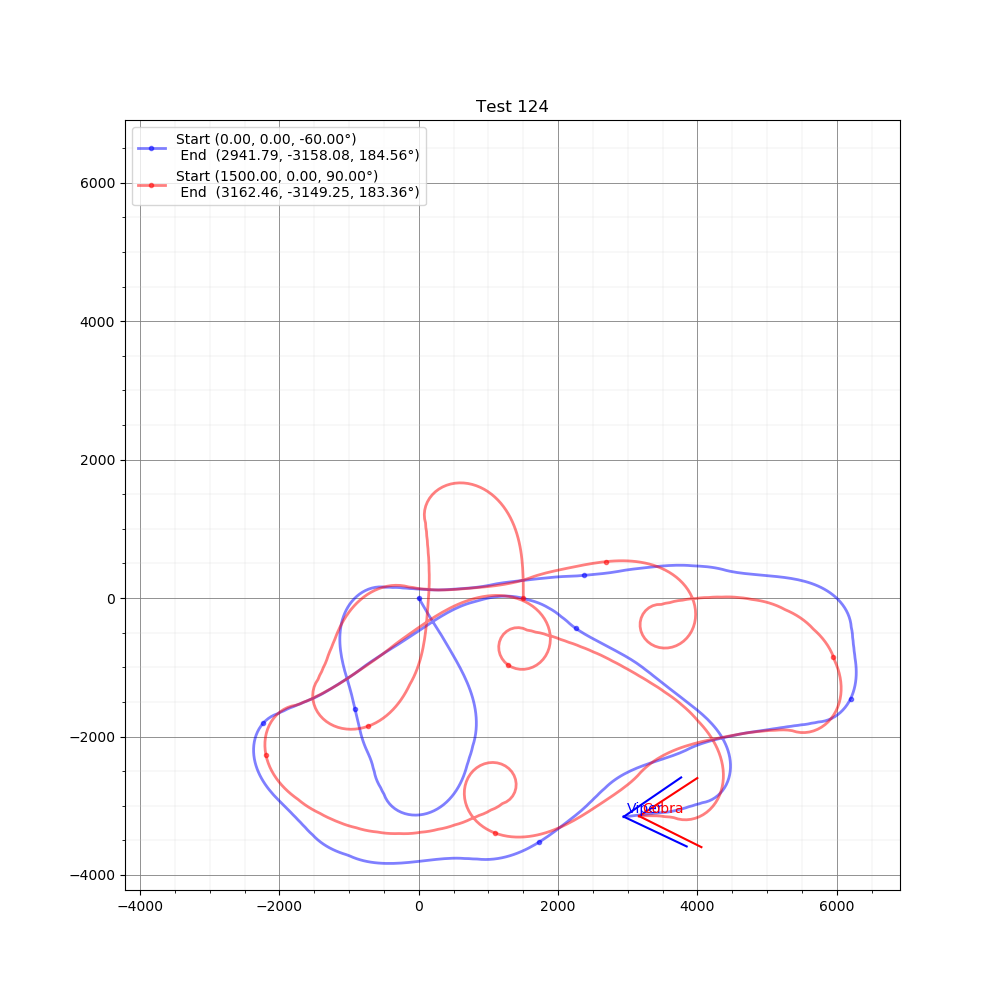 Test 124
Start (0.00, 0.00, -60.00°)
End (2941.79, -3158.08, 184.56°)
Start (1500.00, 0.00, 90.00°)
End (3162.46, -3149.25, 183.36°)
6000
4000
2000
0
−2000
−4000
Viper
Cobra
−4000
−2000
0
2000
4000
6000